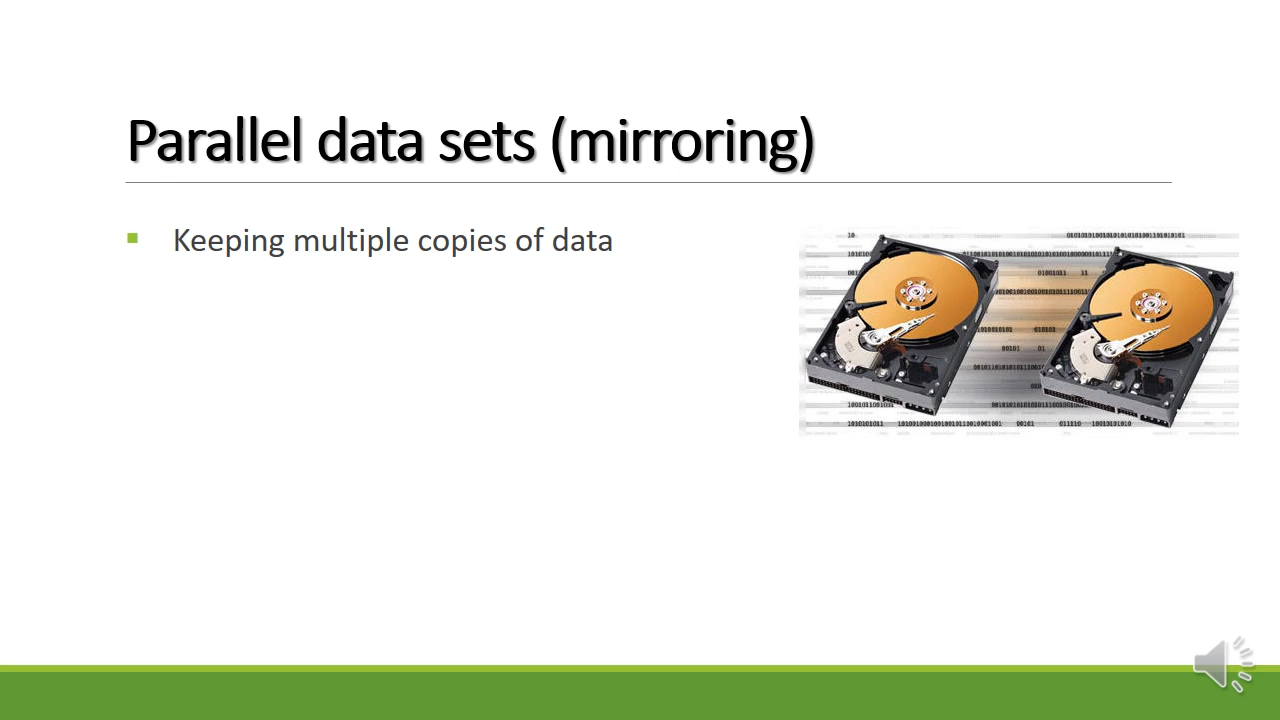 Parallel data sets (mirroring)
Keeping multiple copies of data